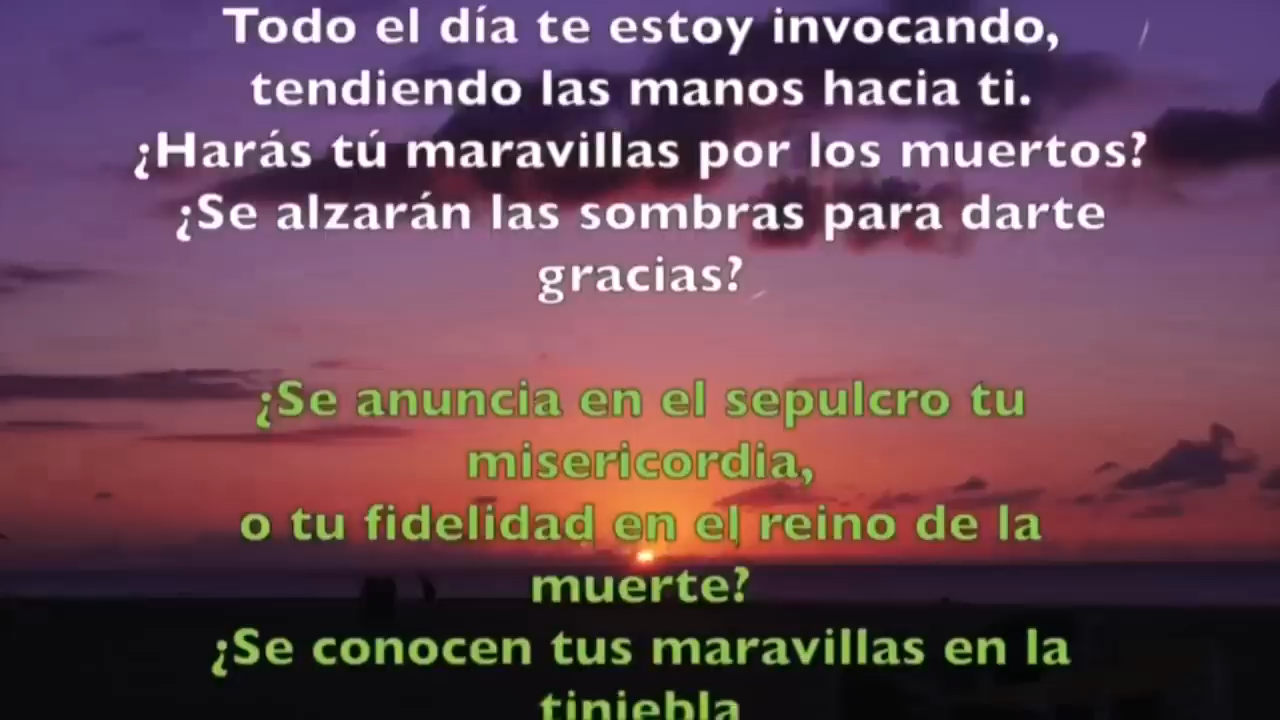 Todo el día te estoy invocando,
tendiendo las manos hacia ti.
¿Harás tú maravillas por los muertos?
¿Se alzarán las sombras para darte
gracias?
¿Se anuncia en el sepulcro tu
misericordia,
o tu fidelidad en el reino de la
muerte?
¿Se conocen tus maravillas en la
tiniebla